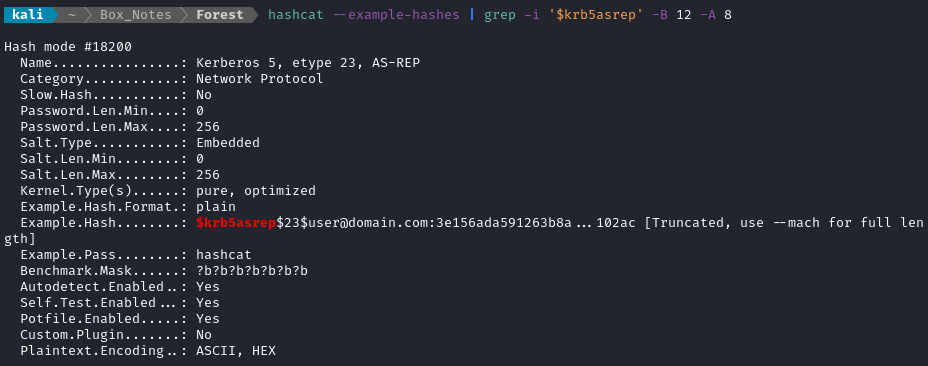 kali ~ Box_Notes Forest hashcat --example-hashes | grep -i '$krb5asrep' -B 12 -A 8
Hash mode #18200
Name................: Kerberos 5, etype 23, AS-REP
Category............: Network Protocol
Slow.Hash...........: No
Password.Len.Min....: 0
Password.Len.Max....: 256
Salt.Type...........: Embedded
Salt.Len.Min........: 0
Salt.Len.Max........: 256
Kernel.Type(s)......: pure, optimized
Example.Hash.Format.: plain
Example.Hash........: $krb5asrep$23$user@domain.com:3e156ada591263b8a...102ac [Truncated, use --mach for full len
gth]
Example.Pass........: hashcat
Benchmark.Mask......: ?b?b?b?b?b?b?b
Autodetect.Enabled..: Yes
Self.Test.Enabled...: Yes
Potfile.Enabled.....: Yes
Custom.Plugin.......: No
Plaintext.Encoding..: ASCII, HEX